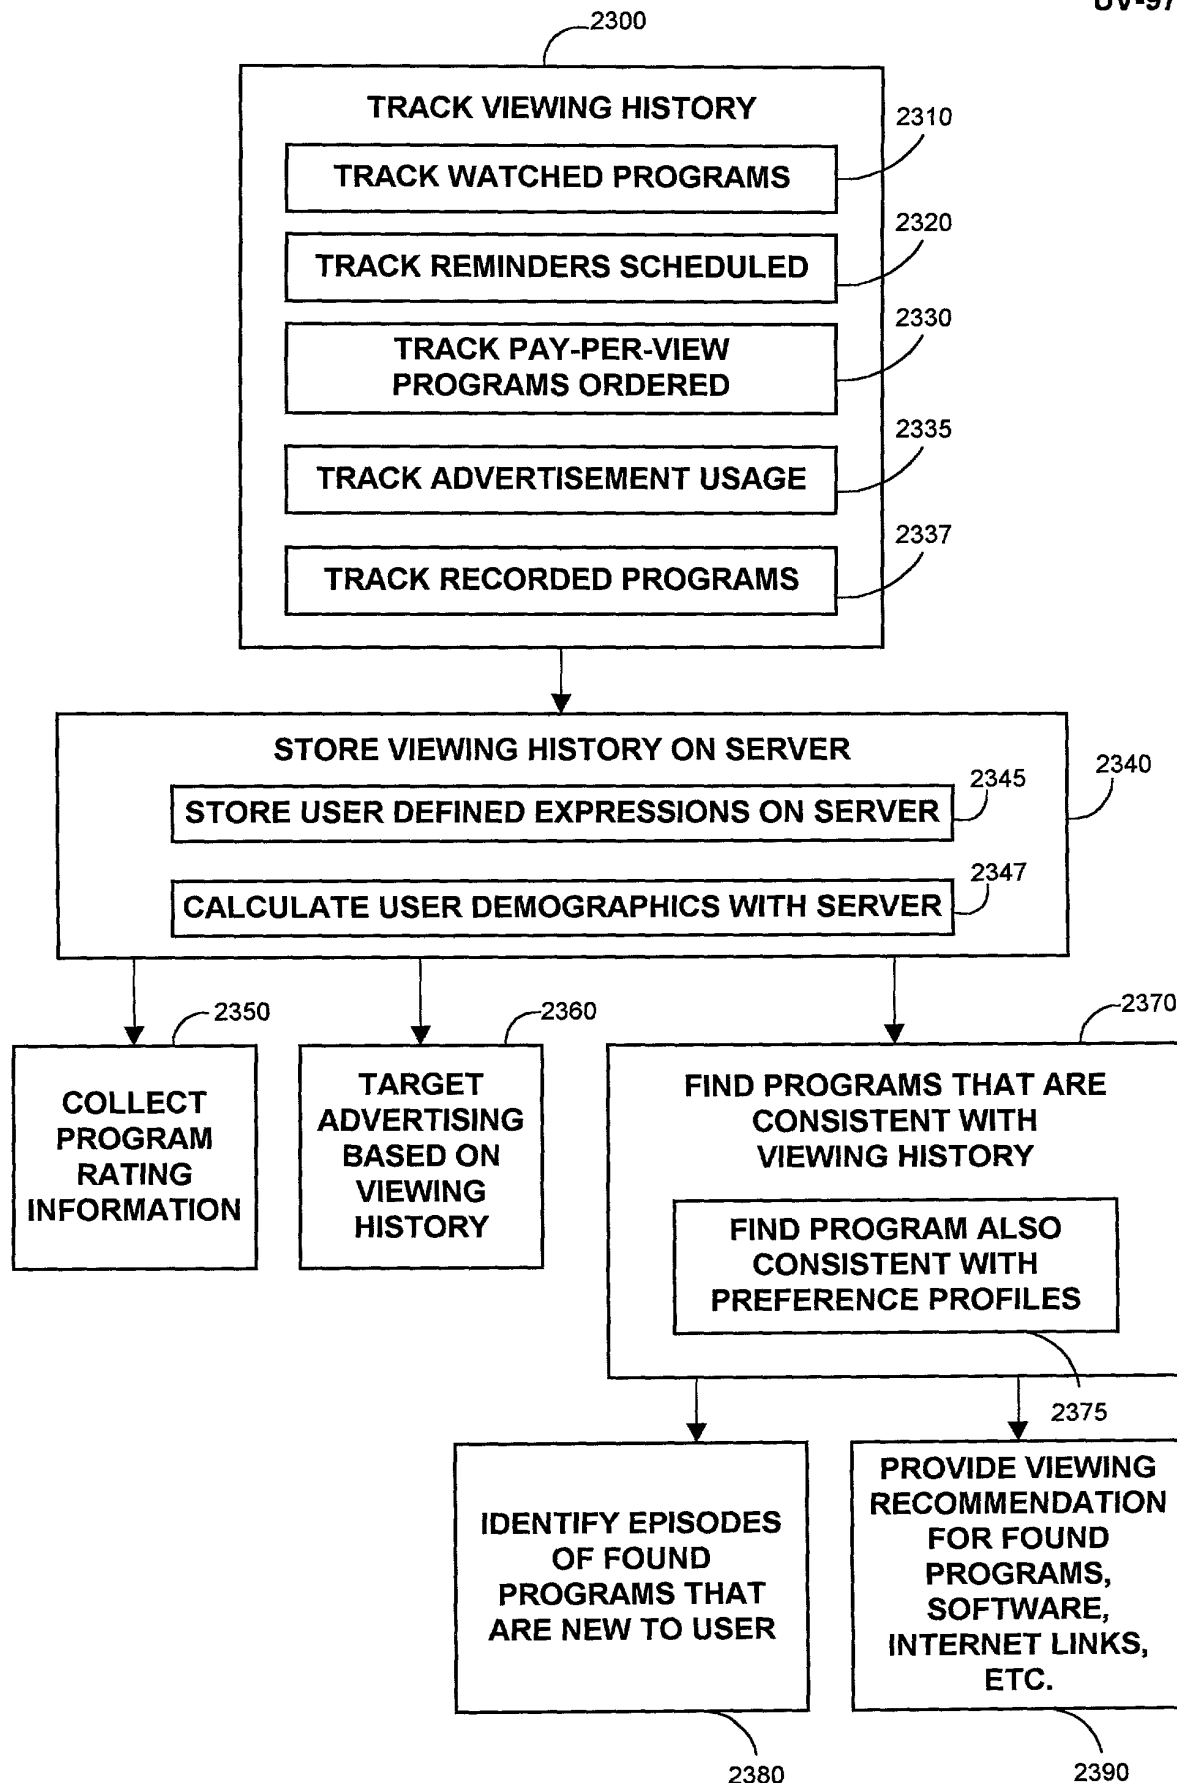 UV-97
2300
TRACK VIEWING HISTORY
2310
TRACK WATCHED PROGRAMS
2320
TRACK REMINDERS SCHEDULED
2330
TRACK PAY-PER-VIEW
PROGRAMS ORDERED
2335
TRACK ADVERTISEMENT USAGE
2337
TRACK RECORDED PROGRAMS
STORE VIEWING HISTORY ON SERVER
2340
2345
STORE USER DEFINED EXPRESSIONS ON SERVER
2347
CALCULATE USER DEMOGRAPHICS WITH SERVER
2350
COLLECT
PROGRAM
RATING
INFORMATION
2360
TARGET
ADVERTISING
BASED ON
VIEWING
HISTORY
2370
FIND PROGRAMS THAT ARE
CONSISTENT WITH
VIEWING HISTORY
FIND PROGRAM ALSO
CONSISTENT WITH
PREFERENCE PROFILES
2375
IDENTIFY EPISODES
OF FOUND
PROGRAMS THAT
ARE NEW TO USER
2380
PROVIDE VIEWING
RECOMMENDATION
FOR FOUND
PROGRAMS,
SOFTWARE,
INTERNET LINKS,
ETC.
2390